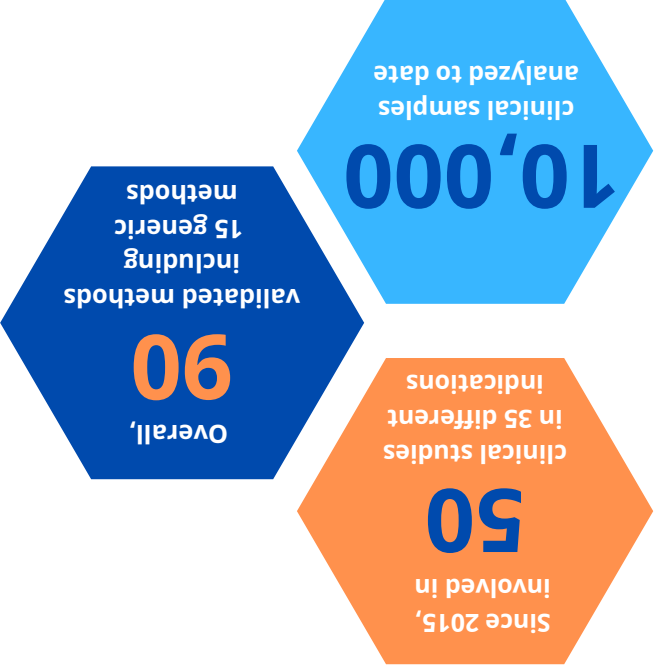 Since 2015,
involved in
50
clinical studies
in 35 different
indications
Overall,
90
validated methods
including
15 generic
methods
10,000
clinical samples
analyzed to date